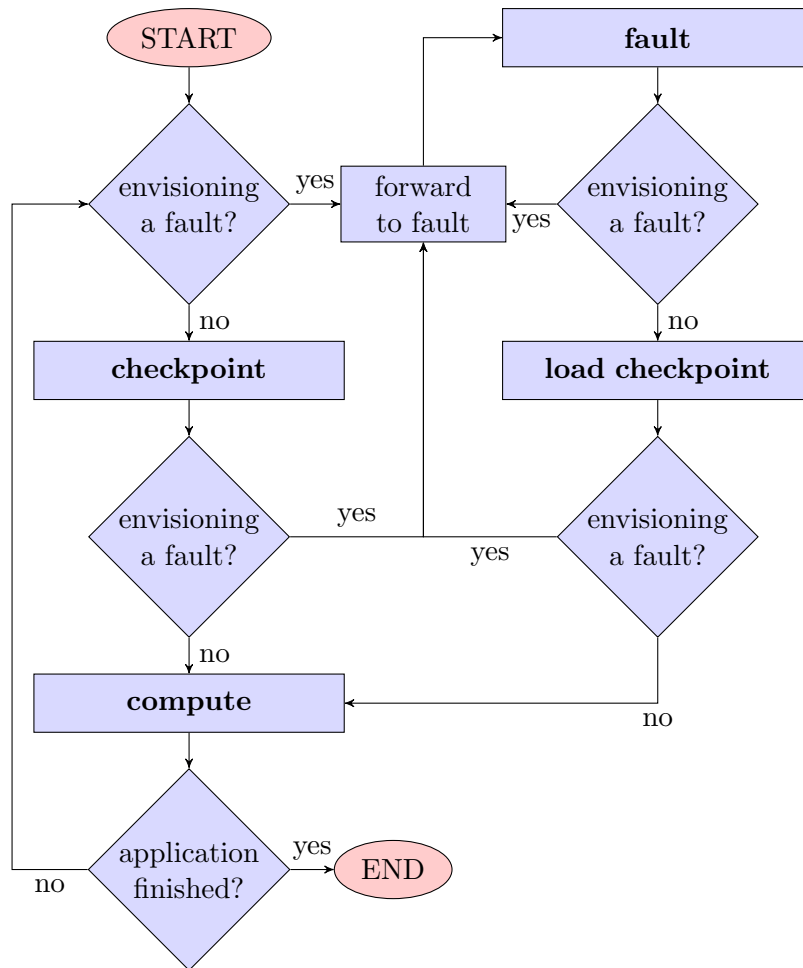 START
fault
envisioning
a fault?
yes
forward
to fault
yes
envisioning
a fault?
no
no
checkpoint
load checkpoint
envisioning
a fault?
yes
yes
envisioning
a fault?
no
compute
no
application
finished?
yes
END
no